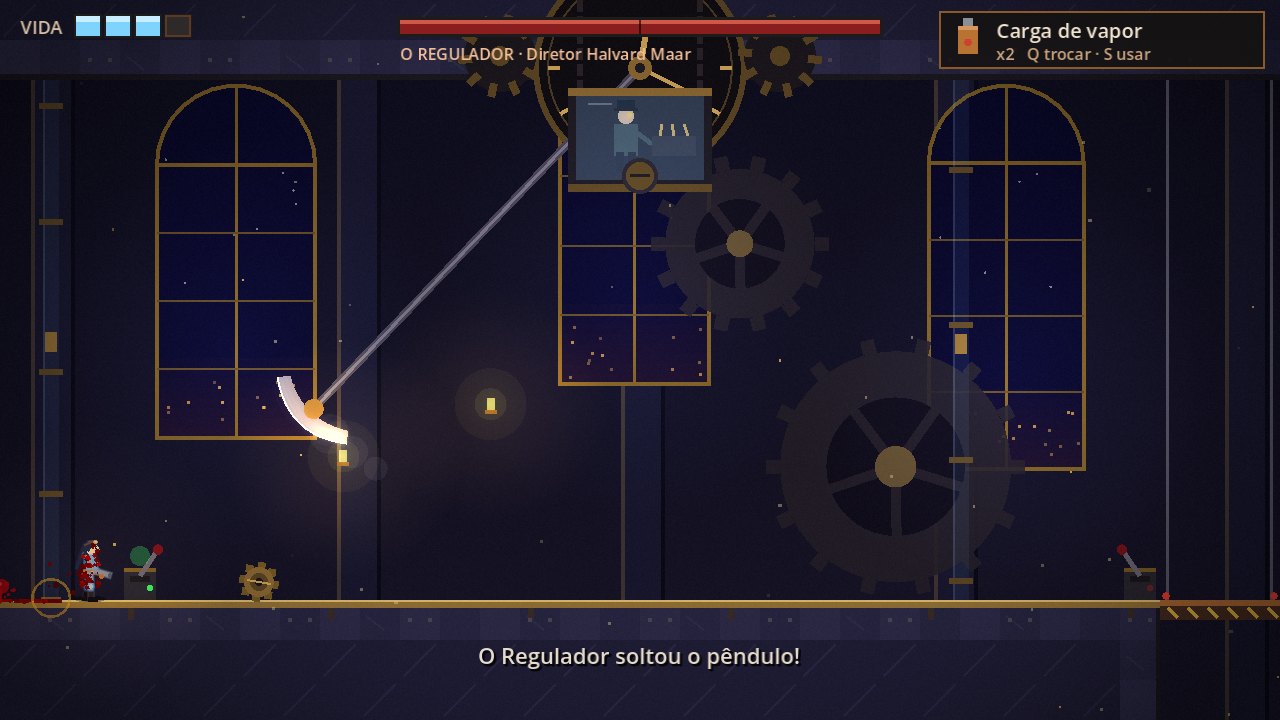 VIDA
O REGULADOR · Diretor Halvard Maar
Carga de vapor
x2 Q trocar · S usar
O Regulador soltou o pêndulo!